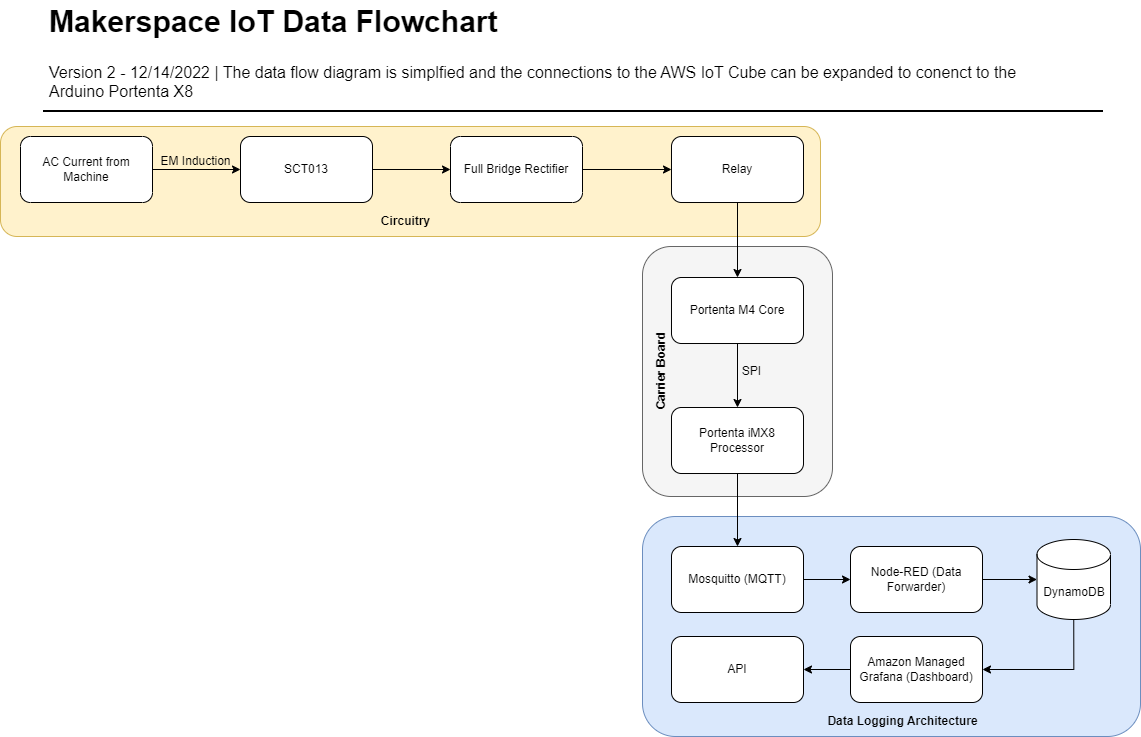 Makerspace IoT Data Flowchart
Version 2 - 12/14/2022 | The data flow diagram is simplfied and the connections to the AWS IoT Cube can be expanded to conenct to the
Arduino Portenta X8
AC Current from
Machine
EM Induction
SCT013
Full Bridge Rectifier
Relay
Circuitry
Portenta M4 Core
Carrier Board
SPI
Portenta iMX8
Processor
Mosquitto (MQTT)
Node-RED (Data
Forwarder)
DynamoDB
API
Amazon Managed
Grafana (Dashboard)
Data Logging Architecture